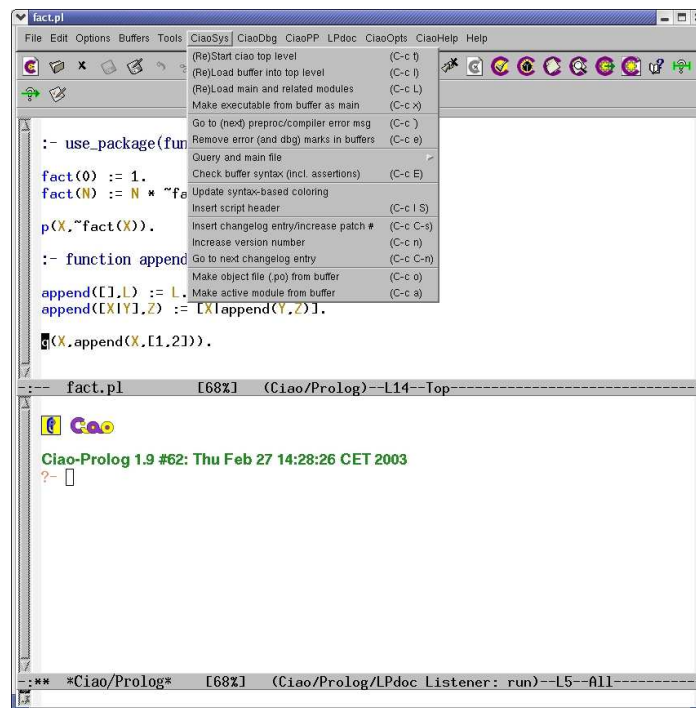 fact.pl
File Edit Options Buffers Tools CiaoSys CiaoDbg CiaoPP LPdoc CiaoOpts CiaoHelp Help
(Re)Start ciao top level (C-c t)
(Re)Load buffer into top level (C-c l)
(Re)Load main and related modules (C-c L)
Make executable from buffer as main (C-c x)
Go to (next) preproc/compiler error msg (C-c `)
Remove error (and dbg) marks in buffers (C-c e)
Query and main file
Check buffer syntax (incl. assertions) (C-c E)
Update syntax-based coloring
Insert script header (C-c I S)
Insert changelog entry/increase patch # (C-c C-s)
Increase version number (C-c n)
Go to next changelog entry (C-c C-n)
Make object file (.po) from buffer (C-c o)
Make active module from buffer (C-c a)
:- use_package(fun
fact(0) := 1.
fact(N) := N * ~fa
p(X,~fact(X)).
:- function append
append([],L) := L.
append([X|Y],Z) := [X|append(Y,Z)].
q(X,append(X,[1,2])).
-:-- fact.pl [68%] (Ciao/Prolog)--L14--Top------------------------------
Ciao
Ciao-Prolog 1.9 #62: Thu Feb 27 14:28:26 CET 2003
?-
-:** *Ciao/Prolog* [68%] (Ciao/Prolog/LPdoc Listener: run)--L5--All----------